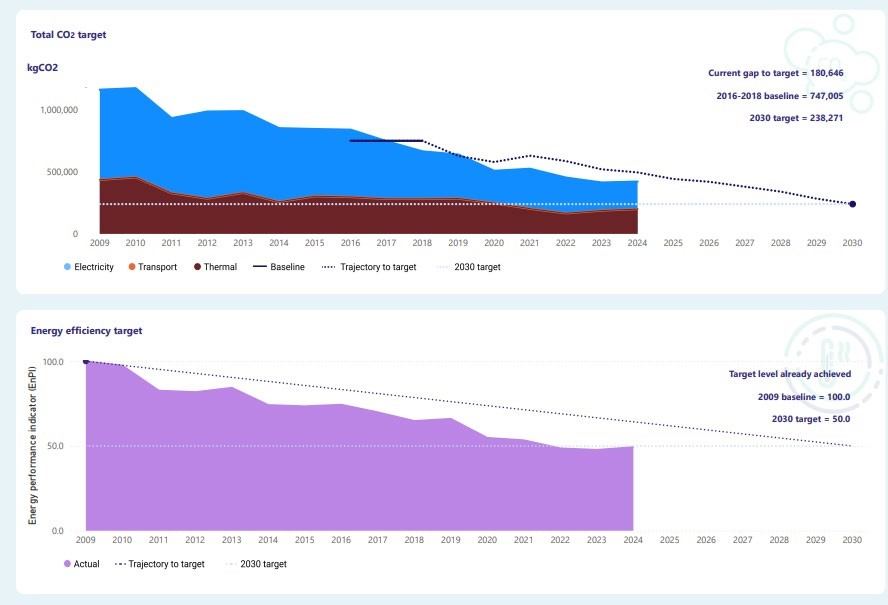 Total CO2 target
kgCO2
Current gap to target = 180,646
2016-2018 baseline = 747,005
2030 target = 238,271
1,000,000
500,000
0
2009 2010 2011 2012 2013 2014 2015 2016 2017 2018 2019 2020 2021 2022 2023 2024 2025 2026 2027 2028 2029 2030
Electricity Transport Thermal Baseline Trajectory to target 2030 target
Energy efficiency target
Energy performance indicator (EnPI)
100.0
Target level already achieved
2009 baseline = 100.0
2030 target = 50.0
50.0
0.0
2009 2010 2011 2012 2013 2014 2015 2016 2017 2018 2019 2020 2021 2022 2023 2024 2025 2026 2027 2028 2029 2030
Actual Trajectory to target 2030 target